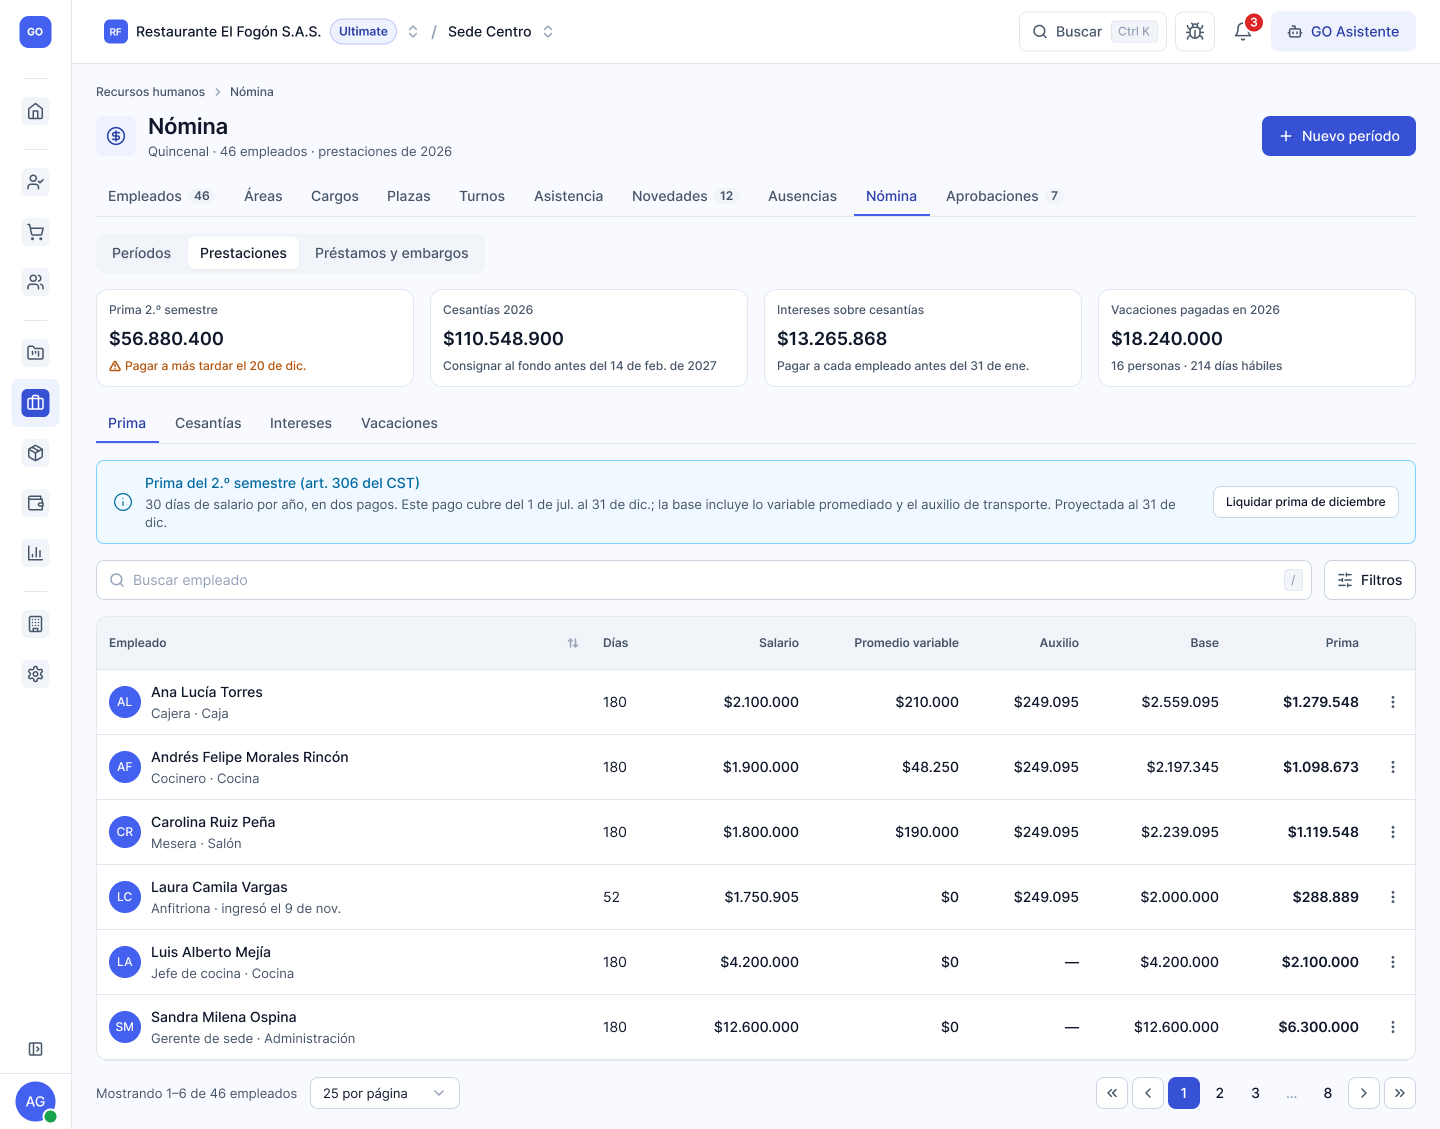 GO
RF Restaurante El Fogón S.A.S. Ultimate / Sede Centro
Buscar Ctrl K
3
GO Asistente
Recursos humanos > Nómina
Nómina
Quincenal · 46 empleados · prestaciones de 2026
+ Nuevo período
Empleados 46 Áreas Cargos Plazas Turnos Asistencia Novedades 12 Ausencias Nómina Aprobaciones 7
Períodos Prestaciones Préstamos y embargos
Prima 2.º semestre
$56.880.400
Pagar a más tardar el 20 de dic.
Cesantías 2026
$110.548.900
Consignar al fondo antes del 14 de feb. de 2027
Intereses sobre cesantías
$13.265.868
Pagar a cada empleado antes del 31 de ene.
Vacaciones pagadas en 2026
$18.240.000
16 personas · 214 días hábiles
Prima Cesantías Intereses Vacaciones
Prima del 2.º semestre (art. 306 del CST)
30 días de salario por año, en dos pagos. Este pago cubre del 1 de jul. al 31 de dic.; la base incluye lo variable promediado y el auxilio de transporte. Proyectada al 31 de
dic.
Liquidar prima de diciembre
Buscar empleado /
Filtros
Empleado Días Salario Promedio variable Auxilio Base Prima
AL Ana Lucía Torres
Cajera · Caja
180 $2.100.000 $210.000 $249.095 $2.559.095 $1.279.548
AF Andrés Felipe Morales Rincón
Cocinero · Cocina
180 $1.900.000 $48.250 $249.095 $2.197.345 $1.098.673
CR Carolina Ruiz Peña
Mesera · Salón
180 $1.800.000 $190.000 $249.095 $2.239.095 $1.119.548
LC Laura Camila Vargas
Anfitriona · ingresó el 9 de nov.
52 $1.750.905 $0 $249.095 $2.000.000 $288.889
LA Luis Alberto Mejía
Jefe de cocina · Cocina
180 $4.200.000 $0 — $4.200.000 $2.100.000
SM Sandra Milena Ospina
Gerente de sede · Administración
180 $12.600.000 $0 — $12.600.000 $6.300.000
Mostrando 1–6 de 46 empleados 25 por página
« ‹ 1 2 3 ... 8 › »
AG